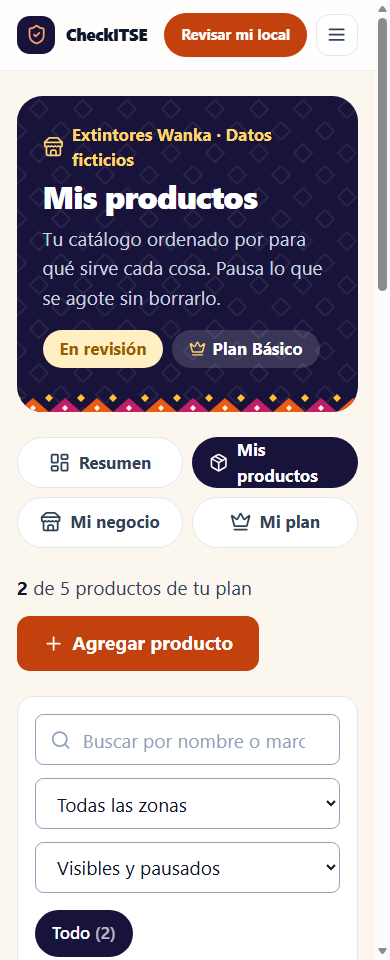 CheckITSE
Revisar mi local
Extintores Wanka · Datos
ficticios
Mis productos
Tu catálogo ordenado por para
qué sirve cada cosa. Pausa lo que
se agote sin borrarlo.
En revisión
Plan Básico
Resumen
Mis
productos
Mi negocio
Mi plan
2 de 5 productos de tu plan
+ Agregar producto
Buscar por nombre o marc
Todas las zonas
Visibles y pausados
Todo (2)